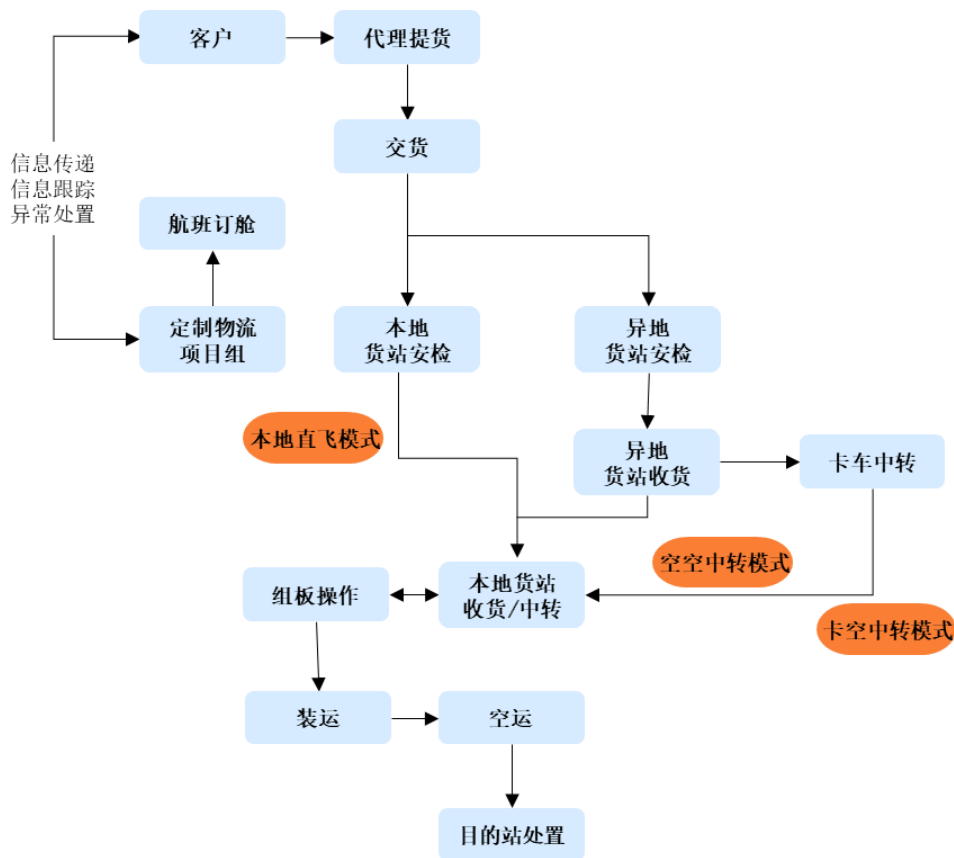 客户
代理提货
交货
信息传递
信息跟踪
异常处置
航班订舱
定制物流
项目组
本地
货站安检
异地
货站安检
本地直飞模式
异地
货站收货
卡车中转
空空中转模式
组板操作
本地货站
收货/中转
卡空中转模式
装运
空运
目的站处置